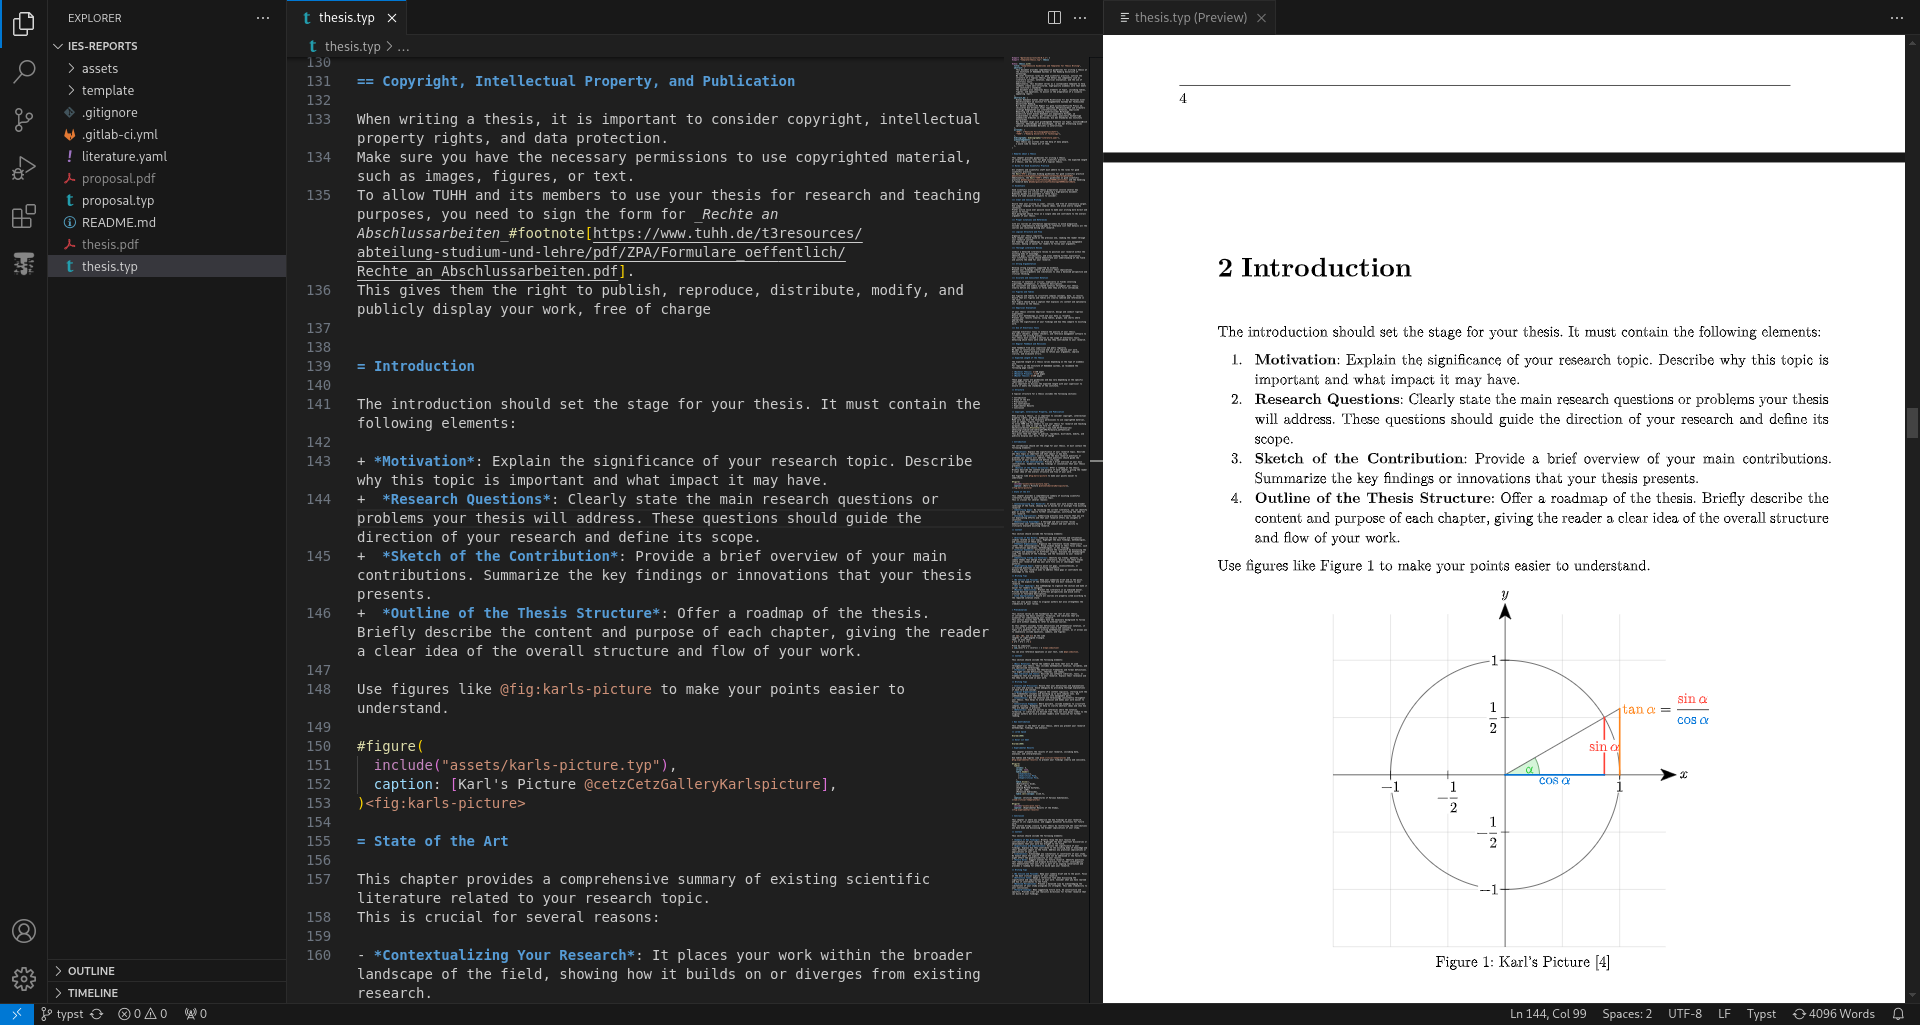 EXPLORER
IES-REPORTS
assets
template
.gitignore
.gitlab-ci.yml
literature.yaml
proposal.pdf
proposal.typ
README.md
thesis.pdf
thesis.typ
OUTLINE
TIMELINE
thesis.typ
thesis.typ > ...
130
131 == Copyright, Intellectual Property, and Publication
132
133 When writing a thesis, it is important to consider copyright, intellectual
property rights, and data protection.
134 Make sure you have the necessary permissions to use copyrighted material,
such as images, figures, or text.
135 To allow TUHH and its members to use your thesis for research and teaching
purposes, you need to sign the form for _Rechte an
Abschlussarbeiten_#footnote[https://www.tuhh.de/t3resources/
abteilung-studium-und-lehre/pdf/ZPA/Formulare_oeffentlich/
Rechte_an_Abschlussarbeiten.pdf].
136 This gives them the right to publish, reproduce, distribute, modify, and
publicly display your work, free of charge
137
138
139 = Introduction
140
141 The introduction should set the stage for your thesis. It must contain the
following elements:
142
143 + *Motivation*: Explain the significance of your research topic. Describe
why this topic is important and what impact it may have.
144 +  *Research Questions*: Clearly state the main research questions or
problems your thesis will address. These questions should guide the
direction of your research and define its scope.
145 +  *Sketch of the Contribution*: Provide a brief overview of your main
contributions. Summarize the key findings or innovations that your thesis
presents.
146 +  *Outline of the Thesis Structure*: Offer a roadmap of the thesis.
Briefly describe the content and purpose of each chapter, giving the reader
a clear idea of the overall structure and flow of your work.
147
148 Use figures like @fig:karls-picture to make your points easier to
understand.
149
150 #figure(
151 include("assets/karls-picture.typ"),
152 caption: [Karl's Picture @cetzCetzGalleryKarlspicture],
153 )<fig:karls-picture>
154
155 = State of the Art
156
157 This chapter provides a comprehensive summary of existing scientific
literature related to your research topic.
158 This is crucial for several reasons:
159
160 - *Contextualizing Your Research*: It places your work within the broader
landscape of the field, showing how it builds on or diverges from existing
research.
thesis.typ (Preview)
4
2 Introduction
The introduction should set the stage for your thesis. It must contain the following elements:
1. Motivation: Explain the significance of your research topic. Describe why this topic is
important and what impact it may have.
2. Research Questions: Clearly state the main research questions or problems your thesis
will address. These questions should guide the direction of your research and define its
scope.
3. Sketch of the Contribution: Provide a brief overview of your main contributions.
Summarize the key findings or innovations that your thesis presents.
4. Outline of the Thesis Structure: Offer a roadmap of the thesis. Briefly describe the
content and purpose of each chapter, giving the reader a clear idea of the overall structure
and flow of your work.
Use figures like Figure 1 to make your points easier to understand.
y
1
1/2
tan α = sin α/cos α
sin α
α
cos α
x
−1
−1/2
1
−1/2
−1
Figure 1: Karl's Picture [4]
typst
0 0
0
Ln 144, Col 99
Spaces: 2
UTF-8
LF
Typst
4096 Words